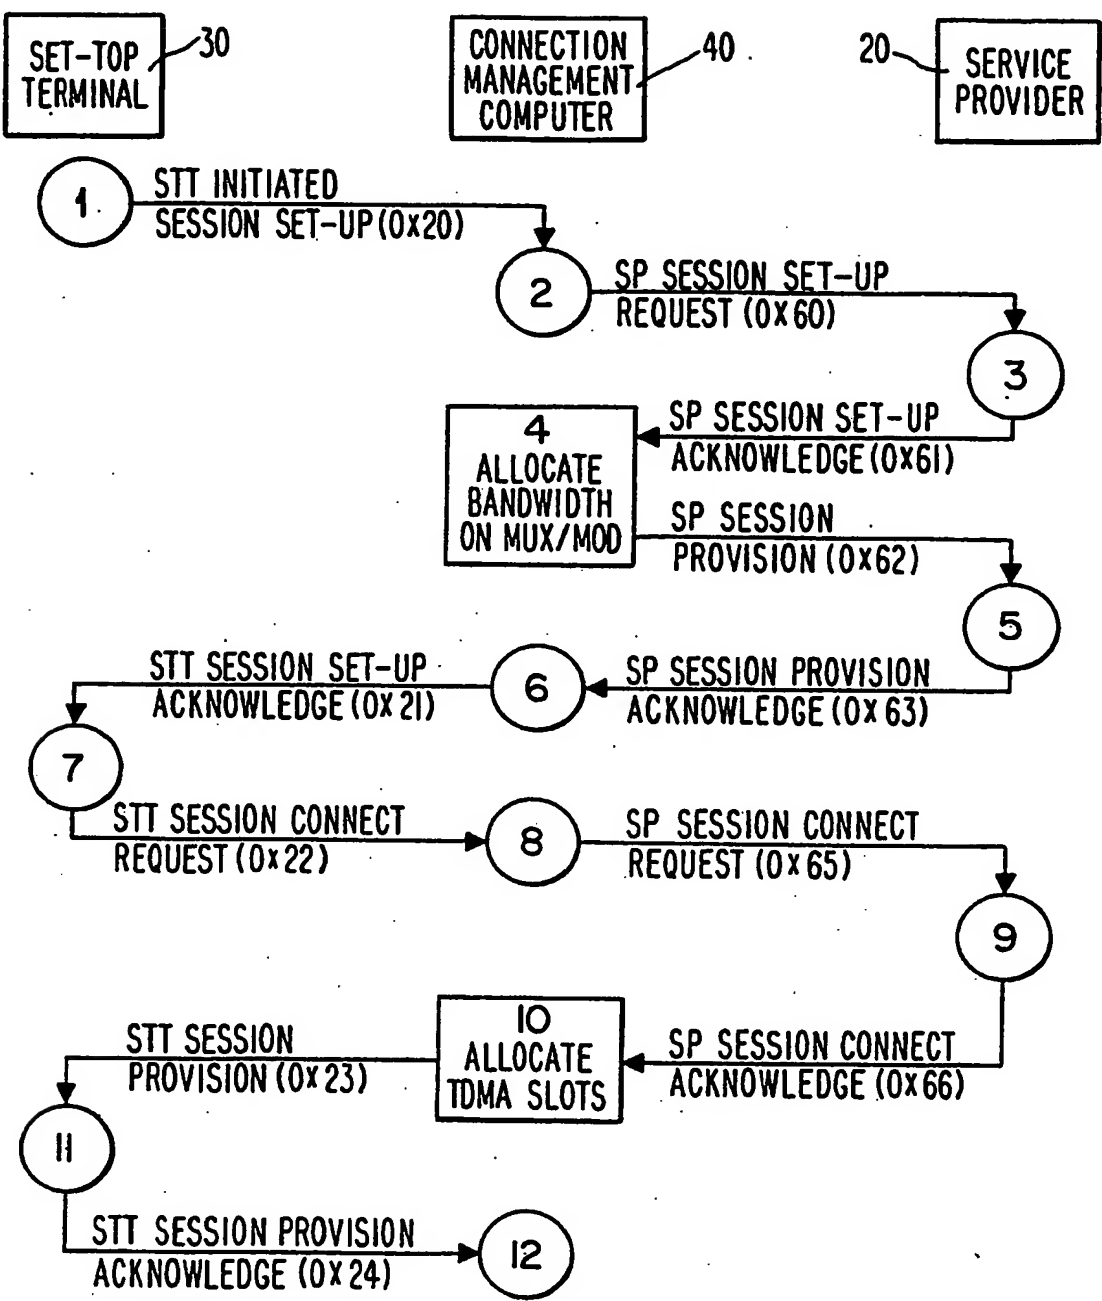 SET-TOP
TERMINAL
30
CONNECTION
MANAGEMENT
COMPUTER
40
20
SERVICE
PROVIDER
1
STT INITIATED
SESSION SET-UP (0X20)
2
SP SESSION SET-UP
REQUEST (0X60)
3
SP SESSION SET-UP
ACKNOWLEDGE (0X61)
4
ALLOCATE
BANDWIDTH
ON MUX/MOD
SP SESSION
PROVISION (0X62)
5
SP SESSION PROVISION
ACKNOWLEDGE (0X63)
6
STT SESSION SET-UP
ACKNOWLEDGE (0X21)
7
STT SESSION CONNECT
REQUEST (0X22)
8
SP SESSION CONNECT
REQUEST (0X65)
9
SP SESSION CONNECT
ACKNOWLEDGE (0X66)
10
ALLOCATE
TDMA SLOTS
STT SESSION
PROVISION (0X23)
11
STT SESSION PROVISION
ACKNOWLEDGE (0X24)
12